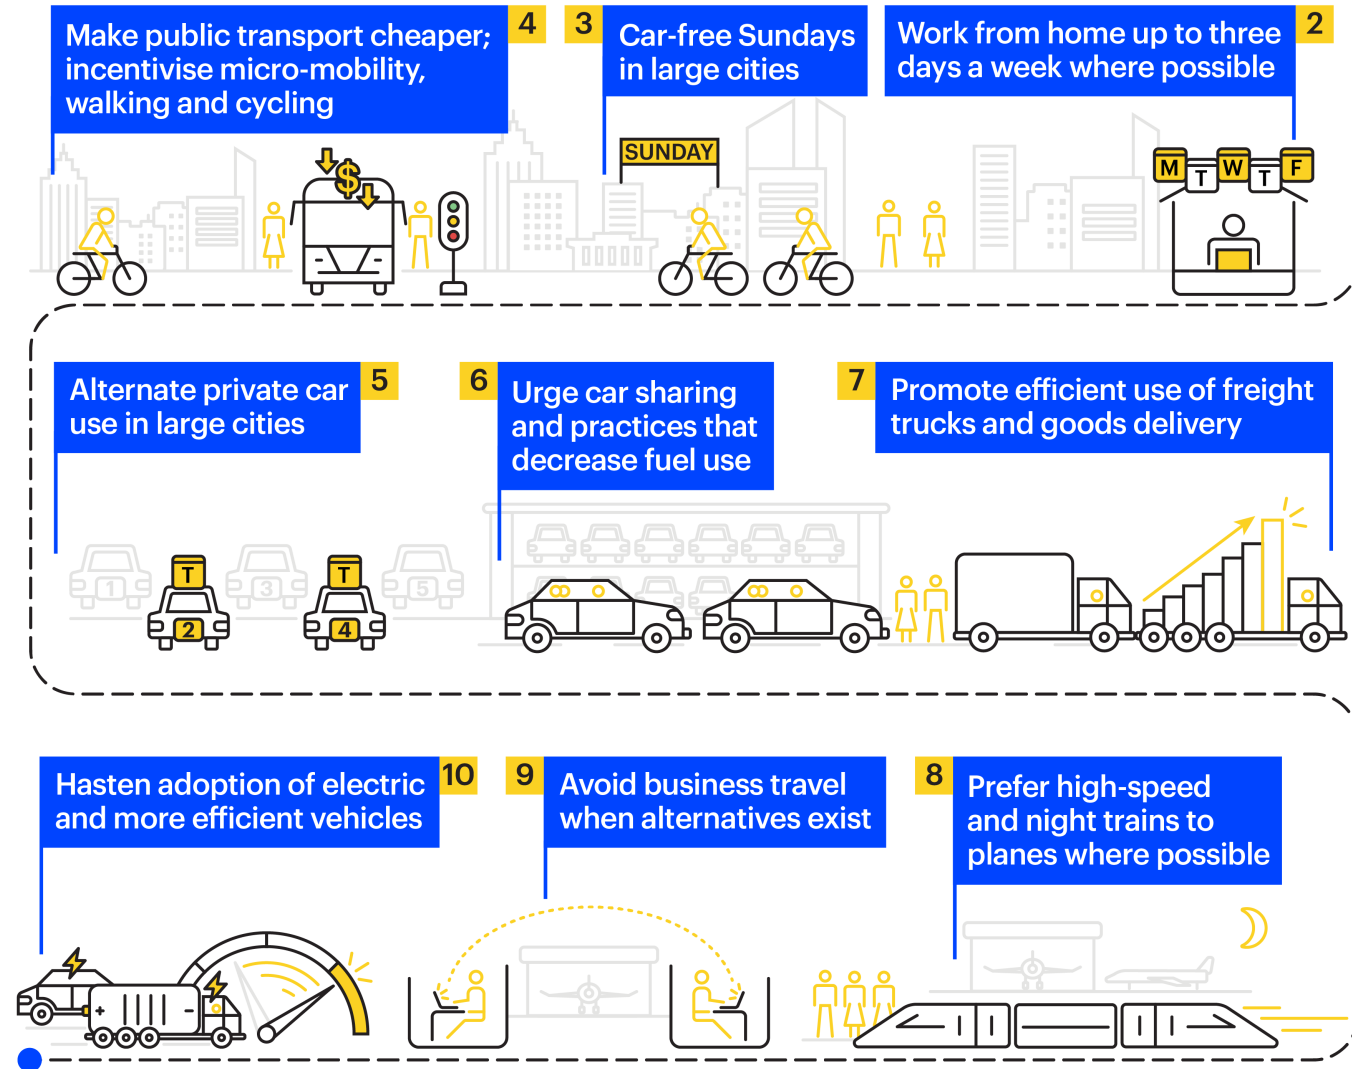 Make public transport cheaper;
incentivise micro-mobility,
walking and cycling
4
3
Car-free Sundays
in large cities
Work from home up to three
days a week where possible
2
$
SUNDAY
M T W T F
Alternate private car
use in large cities
5
6
Urge car sharing
and practices that
decrease fuel use
7
Promote efficient use of freight
trucks and goods delivery
T
T
1
2
3
4
5
Hasten adoption of electric
and more efficient vehicles
10
9
Avoid business travel
when alternatives exist
8
Prefer high-speed
and night trains to
planes where possible
+ -